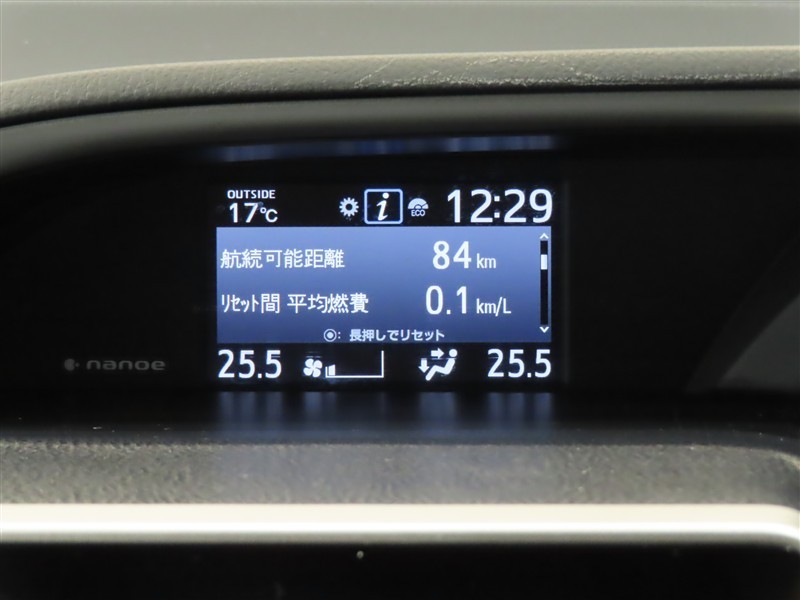 OUTSIDE
17℃
i
ECO
12:29
航続可能距離 84 km
リセット間 平均燃費 0.1 km/L
◉: 長押しでリセット
25.5
25.5
nanoe